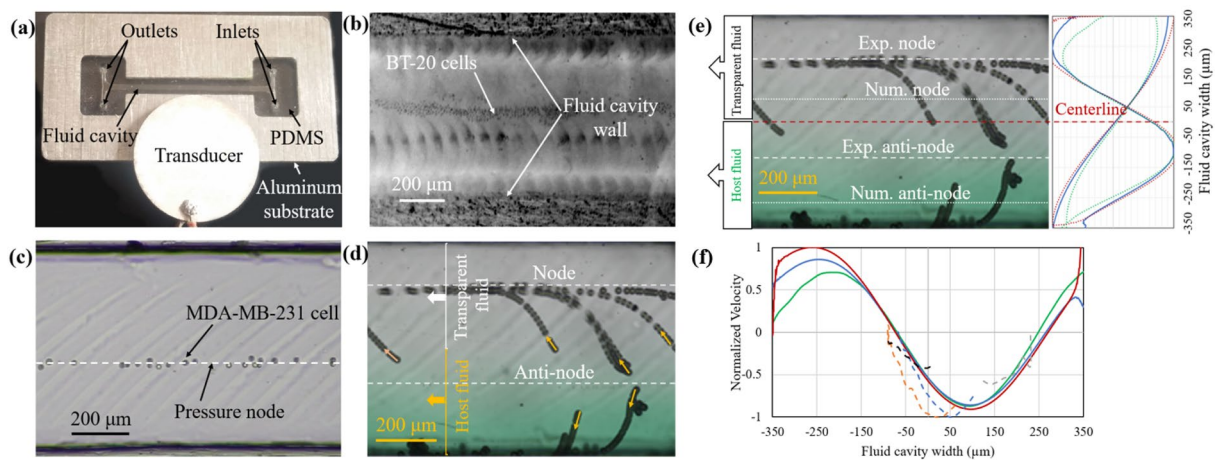 (a)
Outlets
Inlets
Fluid cavity
PDMS
Transducer
Aluminum
substrate
(b)
BT-20 cells
Fluid cavity
wall
200 μm
(c)
MDA-MB-231 cell
Pressure node
200 μm
(d)
Node
Transparent
fluid
Anti-node
Host fluid
200 μm
(e)
Transparent fluid
Host fluid
Exp. node
Num. node
Centerline
Exp. anti-node
200 μm
Num. anti-node
350
250
150
50
-50
-150
-250
-350
Fluid cavity width (μm)
(f)
1
0.5
0
-0.5
-1
Normalized Velocity
-350
-250
-150
-50
50
150
250
350
Fluid cavity width (μm)